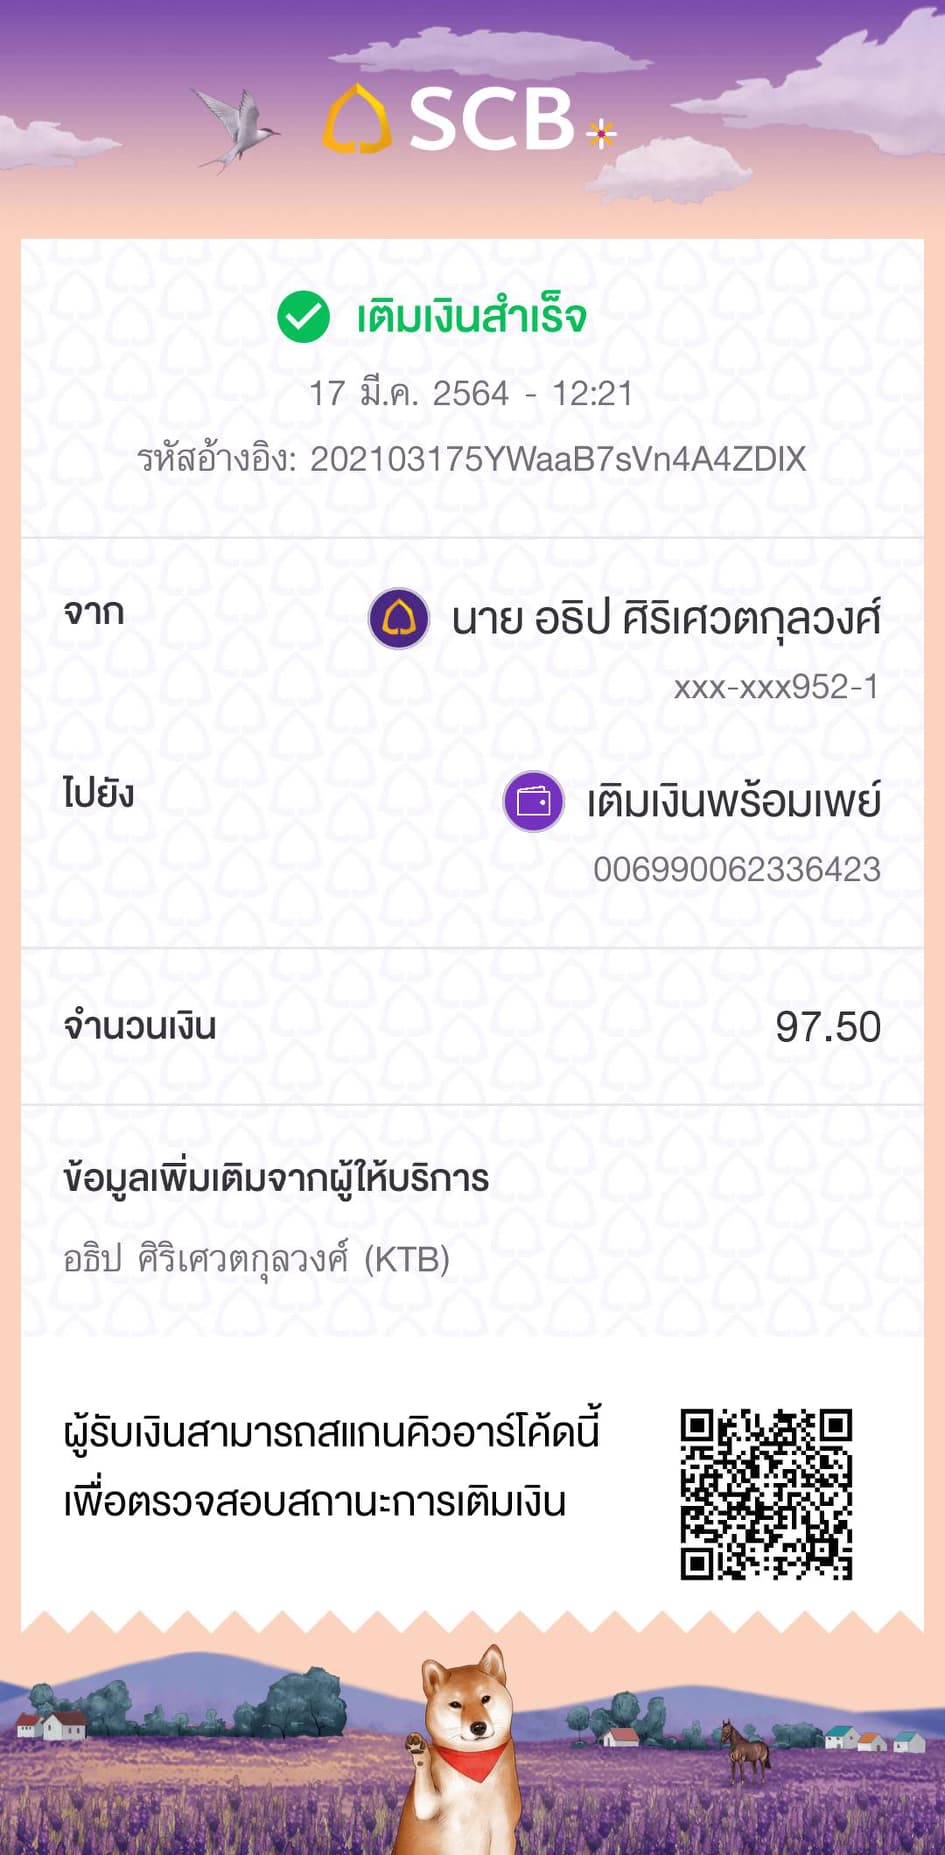 SCB
เติมเงินสำเร็จ
17 มี.ค. 2564 - 12:21
รหัสอ้างอิง: 202103175YWaaB7sVn4A4ZDIX
จาก
นาย อธิป ศิริเศวตกุลวงศ์
xxx-xxx952-1
ไปยัง
เติมเงินพร้อมเพย์
006990062336423
จำนวนเงิน
97.50
ข้อมูลเพิ่มเติมจากผู้ให้บริการ
อธิป ศิริเศวตกุลวงศ์ (KTB)
ผู้รับเงินสามารถสแกนคิวอาร์โค้ดนี้
เพื่อตรวจสอบสถานะการเติมเงิน